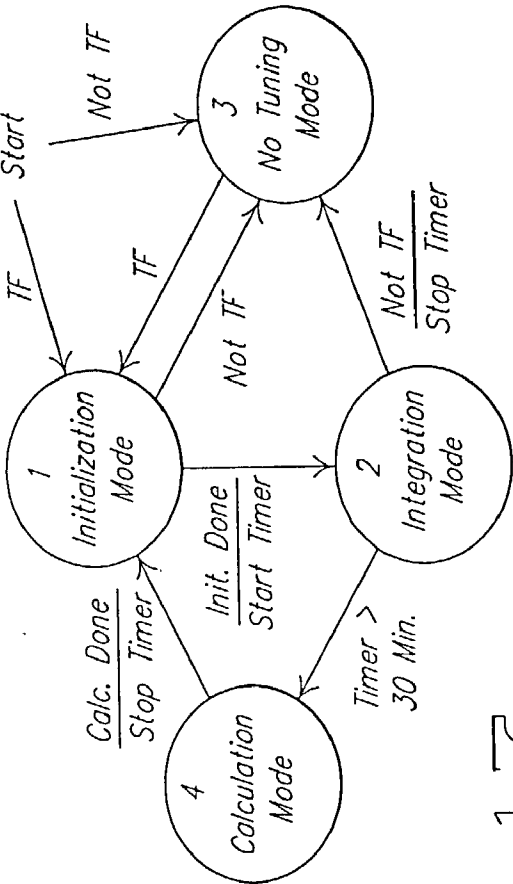 Start
TF
Not TF
1
Initialization
Mode
TF
Not TF
3
No Tuning
Mode
Calc. Done
Stop Timer
Init. Done
Start Timer
Not TF
Stop Timer
4
Calculation
Mode
Timer >
30 Min.
2
Integration
Mode